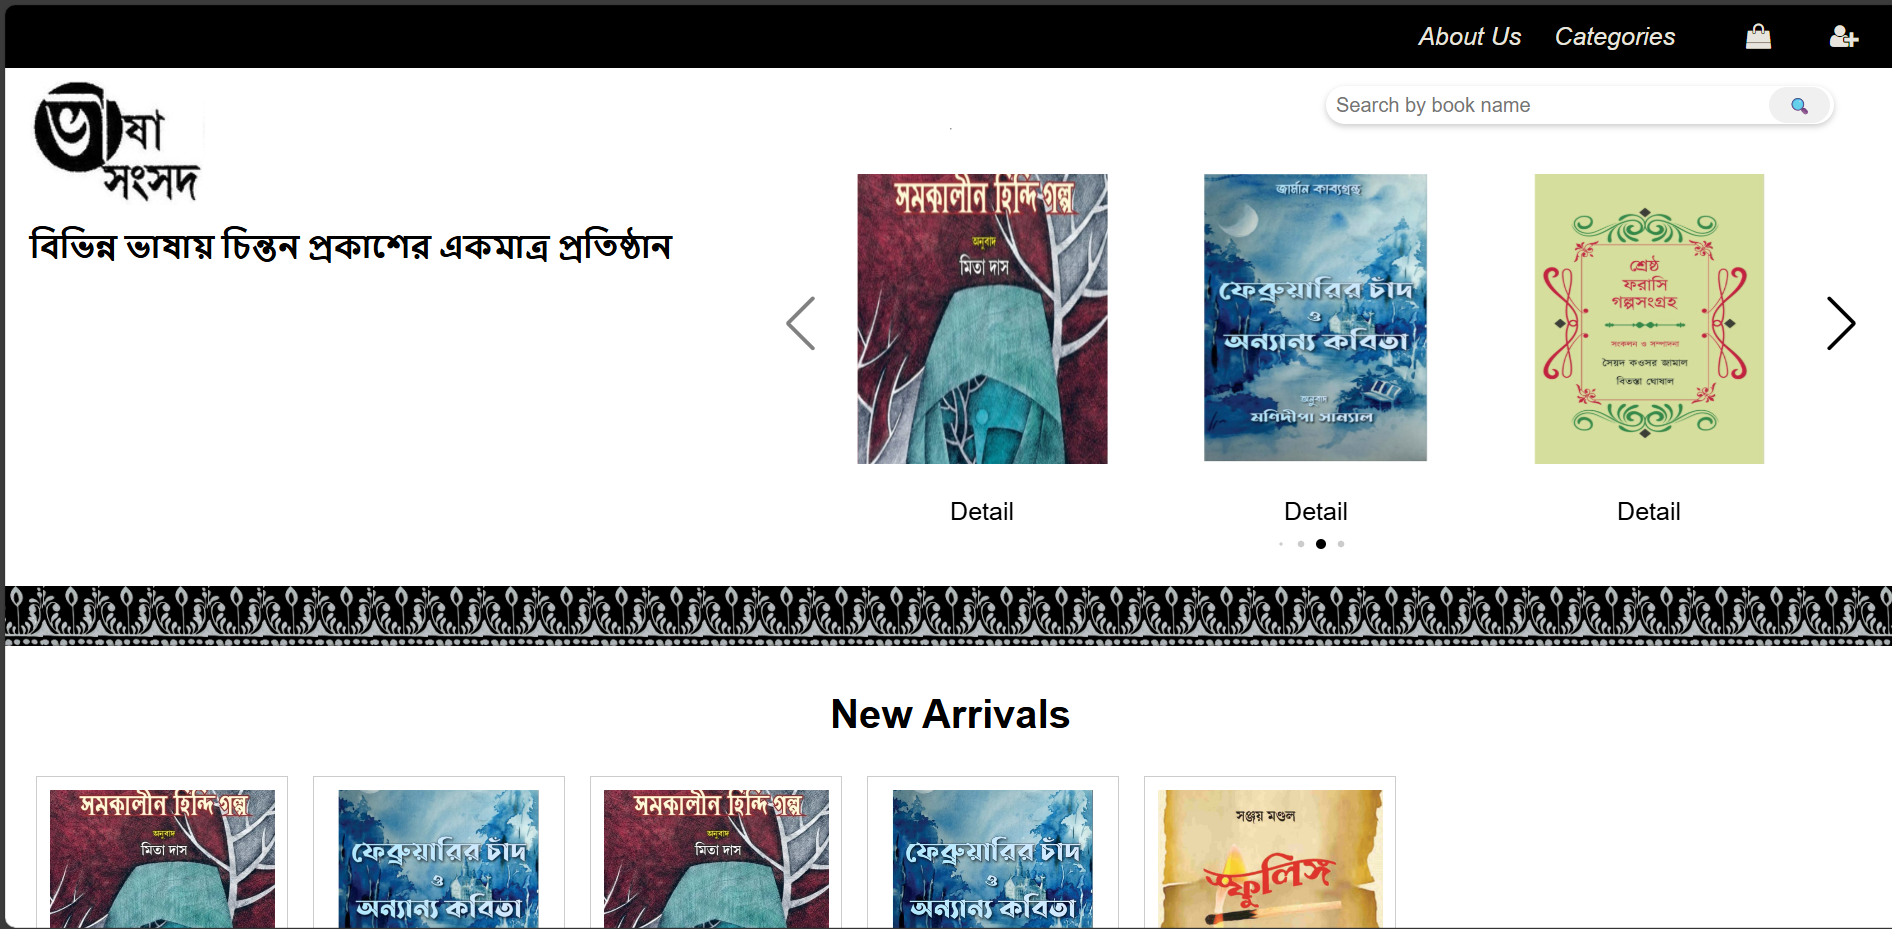 About Us Categories
ভাষা
সংসদ
Search by book name
বিভিন্ন ভাষায় চিন্তন প্রকাশের একমাত্র প্রতিষ্ঠান
সমকালীন হিন্দি গল্প
অনুবাদ
মিতা দাস
জার্মান কাব্যগ্রন্থ
ফেব্রুয়ারির চাঁদ
ও
অন্যান্য কবিতা
অনুবাদ
মণিদীপা সান্যাল
শ্রেষ্ঠ
ফরাসি
গল্পসংগ্রহ
সংকলন ও সম্পাদনা
সৈয়দ কওসর জামাল
বিতস্তা ঘোষাল
Detail
Detail
Detail
New Arrivals
সমকালীন হিন্দি গল্প
অনুবাদ
মিতা দাস
ফেব্রুয়ারির চাঁদ
ও
অন্যান্য কবিতা
সমকালীন হিন্দি গল্প
অনুবাদ
মিতা দাস
ফেব্রুয়ারির চাঁদ
ও
অন্যান্য কবিতা
সঞ্জয় মণ্ডল
স্ফুলিঙ্গ